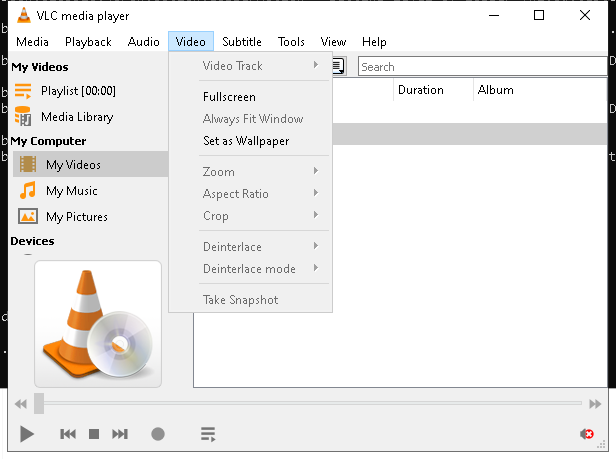 VLC media player
Media Playback Audio Video Subtitle Tools View Help
My Videos
Playlist [00:00]
Media Library
My Computer
My Videos
My Music
My Pictures
Devices
Video Track
Fullscreen
Always Fit Window
Set as Wallpaper
Zoom
Aspect Ratio
Crop
Deinterlace
Deinterlace mode
Take Snapshot
Search
Duration Album